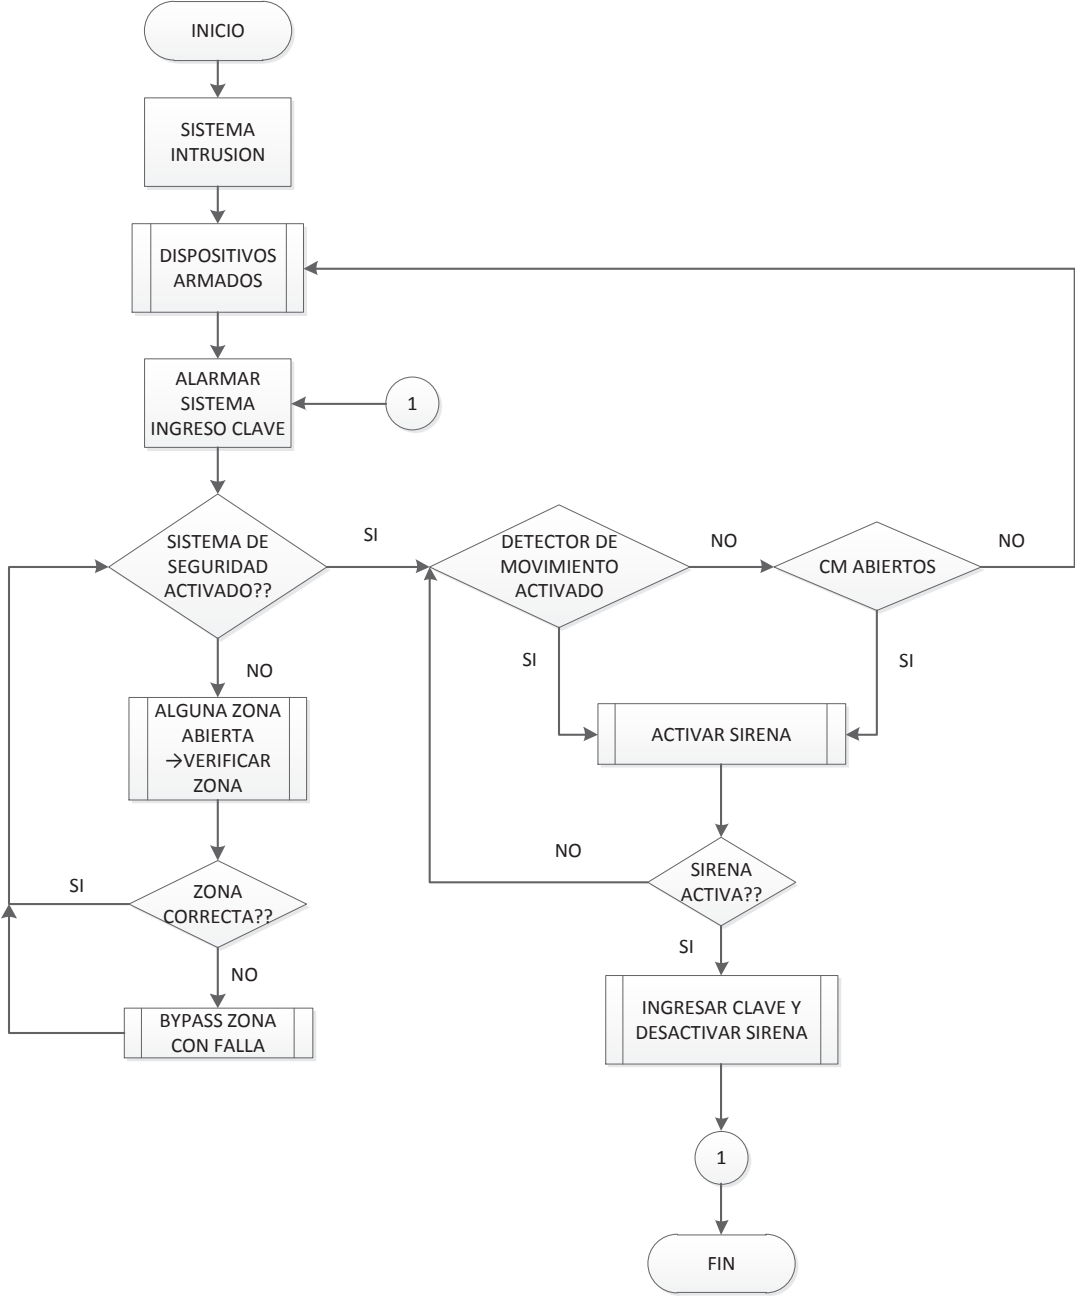 INICIO
SISTEMA
INTRUSION
DISPOSITIVOS
ARMADOS
ALARMAR
SISTEMA
INGRESO CLAVE
1
SISTEMA DE
SEGURIDAD
ACTIVADO??
SI
DETECTOR DE
MOVIMIENTO
ACTIVADO
NO
CM ABIERTOS
NO
NO
SI
SI
ALGUNA ZONA
ABIERTA
→VERIFICAR
ZONA
ACTIVAR SIRENA
SI
ZONA
CORRECTA??
NO
SIRENA
ACTIVA??
NO
SI
BYPASS ZONA
CON FALLA
INGRESAR CLAVE Y
DESACTIVAR SIRENA
1
FIN